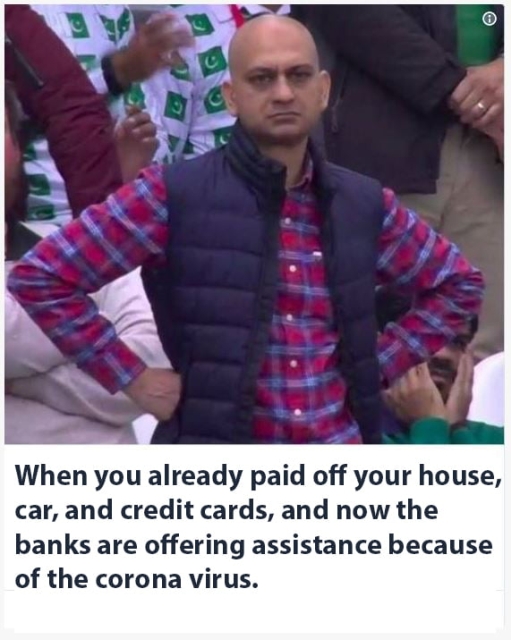 When you already paid off your house,
car, and credit cards, and now the
banks are offering assistance because
of the corona virus.